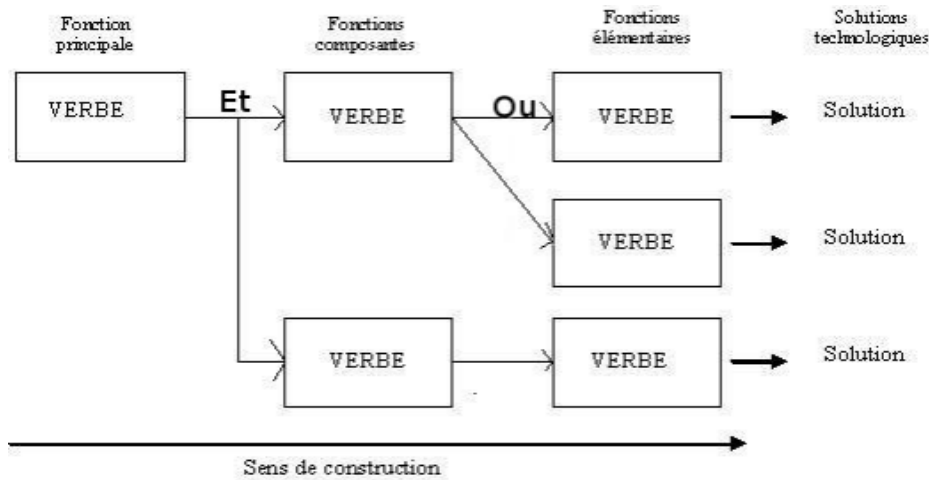 Fonction
principale
Fonctions
composantes
Fonctions
élémentaires
Solutions
technologiques
VERBE
Et
VERBE
Ou
VERBE
Solution
VERBE
Solution
VERBE
VERBE
Solution
Sens de construction